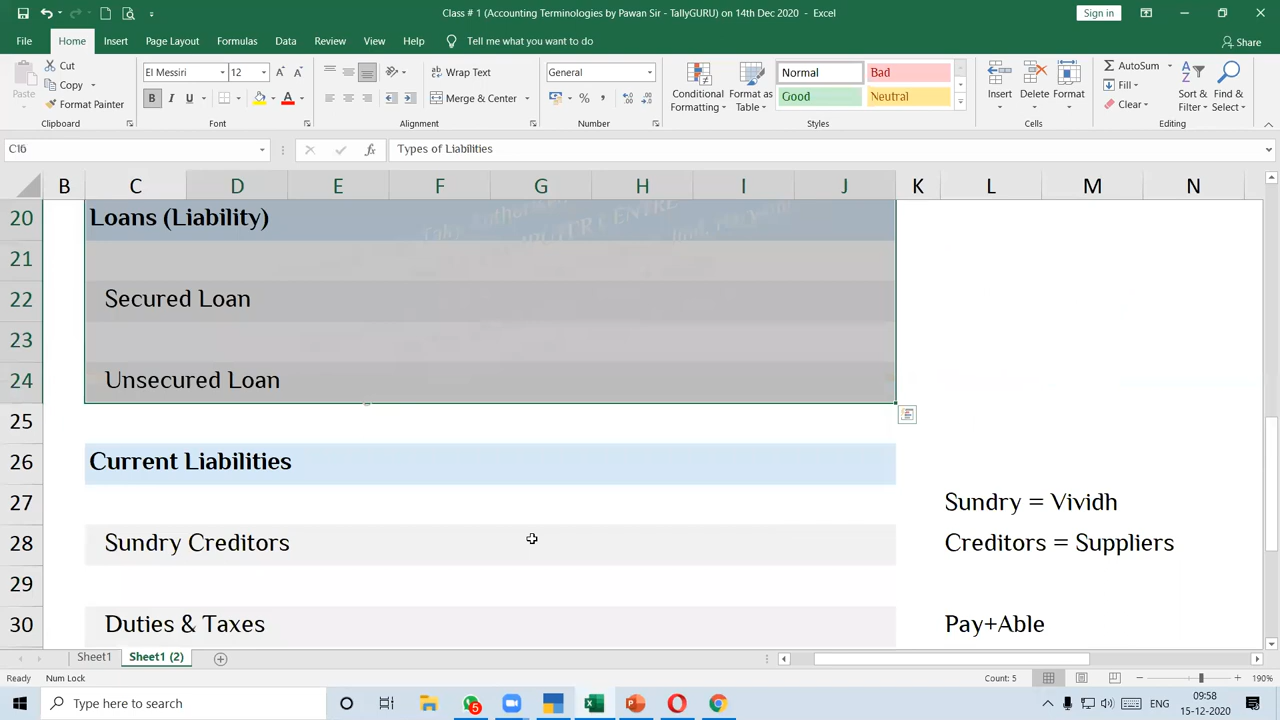 Class # 1 (Accounting Terminologies by Pawan Sir - TallyGURU) on 14th Dec 2020 - Excel
Sign in
File Home Insert Page Layout Formulas Data Review View Help Tell me what you want to do Share
Paste
Cut
Copy
Format Painter
Clipboard
El Messiri 12
B I U A
Font
Wrap Text
Merge & Center
Alignment
General
%
Number
Conditional Formatting
Format as Table
Normal Bad
Good Neutral
Styles
Insert Delete Format
Cells
AutoSum
Fill
Clear
Sort & Filter
Find & Select
Editing
C16 fx Types of Liabilities
B C D E F G H I J K L M N
20 Loans (Liability)
21
22 Secured Loan
23
24 Unsecured Loan
25
26 Current Liabilities
27 Sundry = Vividh
28 Sundry Creditors Creditors = Suppliers
29
30 Duties & Taxes Pay+Able
Sheet1 Sheet1 (2)
Ready Num Lock Count: 5 190%
Type here to search 5 ENG 09:58
15-12-2020